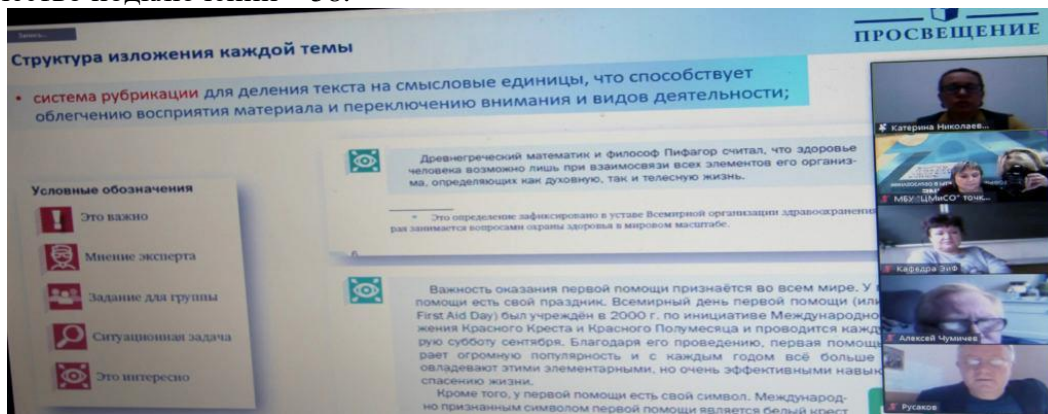 Запись...
ПРОСВЕЩЕНИЕ
Структура изложения каждой темы
• система рубрикации для деления текста на смысловые единицы, что способствует
облегчению восприятия материала и переключению внимания и видов деятельности;
Условные обозначения
Это важно
Мнение эксперта
Задание для группы
Ситуационная задача
Это интересно
Древнегреческий математик и философ Пифагор считал, что здоровье
человека возможно лишь при взаимосвязи всех элементов его организ-
ма, определяющих как духовную, так и телесную жизнь.
* Это определение зафиксировано в уставе Всемирной организации здравоохранени
рая занимается вопросами охраны здоровья в мировом масштабе.
6
Важность оказания первой помощи признаётся во всем мире. У
помощи есть свой праздник. Всемирный день первой помощи (или
First Aid Day) был учреждён в 2000 г. по инициативе Международно
жения Красного Креста и Красного Полумесяца и проводится кажд
рую субботу сентября. Благодаря его проведению, первая помощь
рает огромную популярность и с каждым годом всё больше
овладевают этими элементарными, но очень эффективными навык
спасению жизни.
Кроме того, у первой помощи есть свой символ. Международ-
но признанным символом первой помощи является белый крест
Катерина Николаев...
МБУ "ЦМиСО" точк...
Кафедра ЭиФ
Алексей Чумичев
Русаков